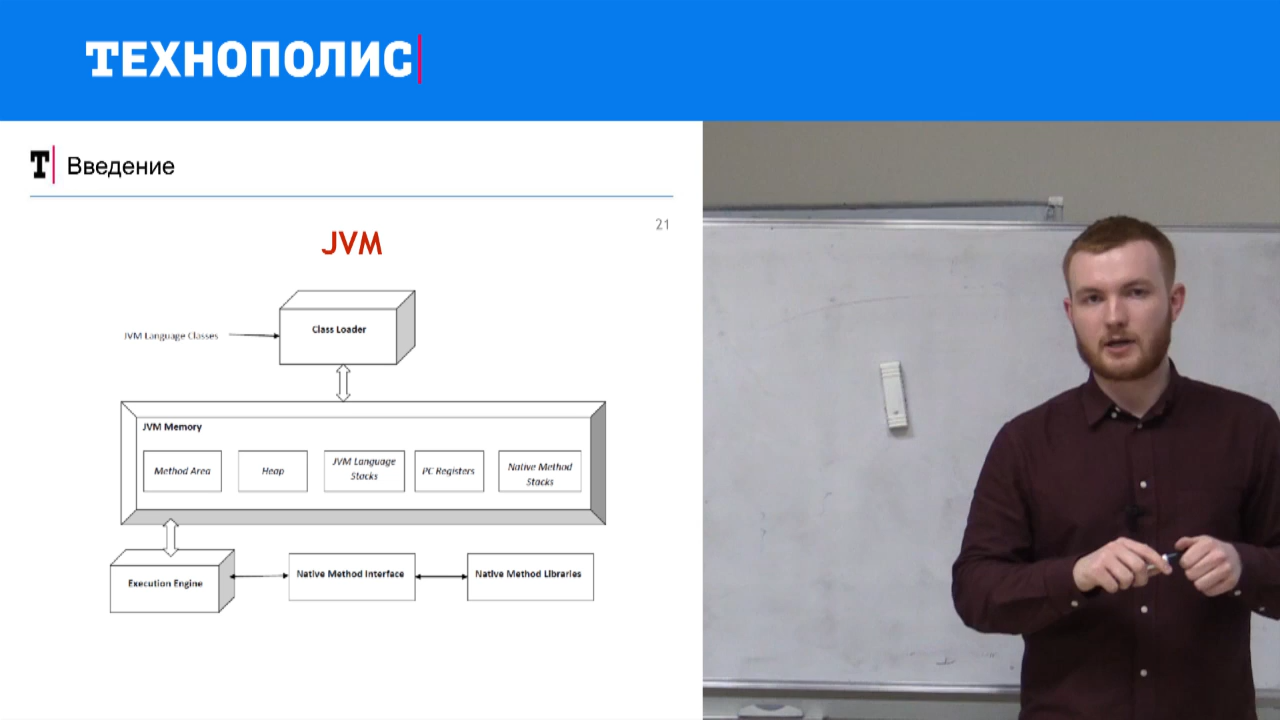 ТЕХНОПОЛИС
T Введение
21
JVM
Class Loader
JVM Language Classes
JVM Memory
Method Area
Heap
JVM Language
Stacks
PC Registers
Native Method
Stacks
Execution Engine
Native Method Interface
Native Method Libraries